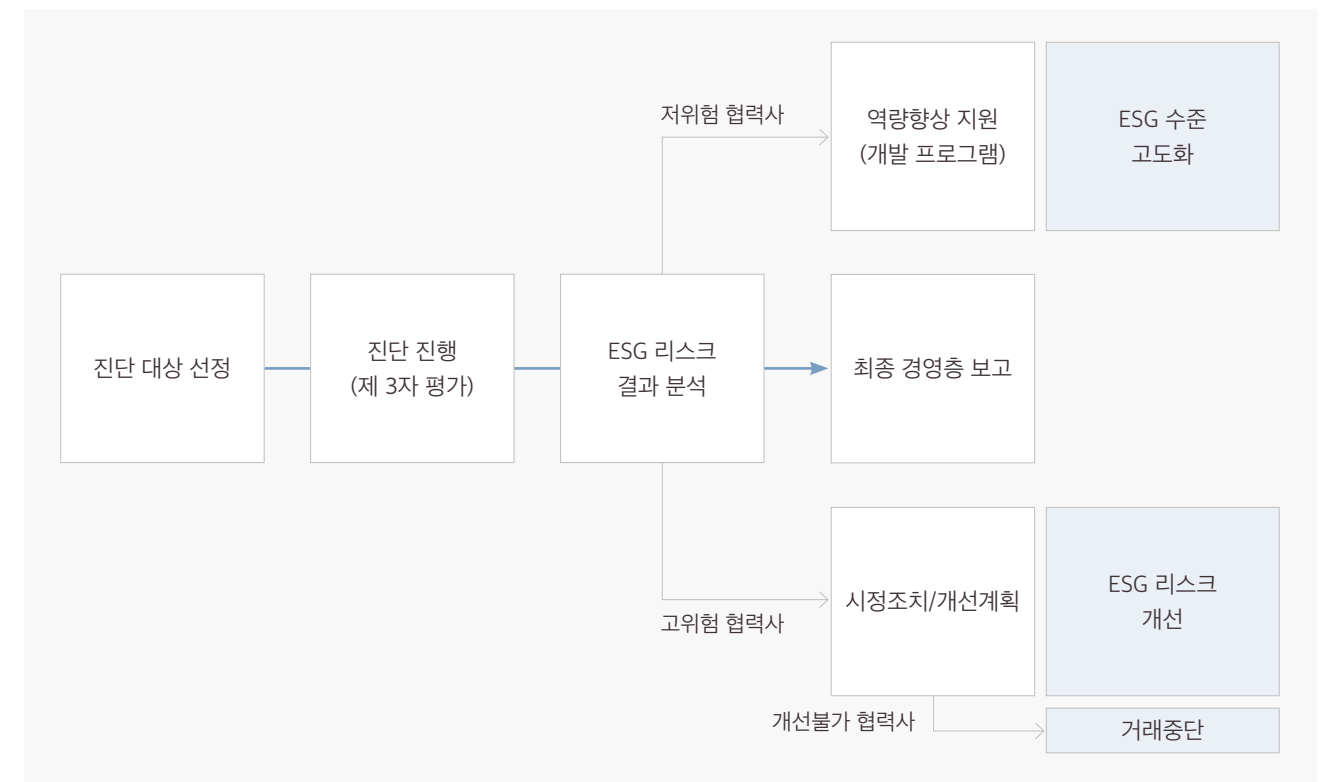 저위험 협력사
역량향상 지원
(개발 프로그램)
ESG 수준
고도화
진단 대상 선정
진단 진행
(제 3자 평가)
ESG 리스크
결과 분석
최종 경영층 보고
고위험 협력사
시정조치/개선계획
ESG 리스크
개선
개선불가 협력사
거래중단